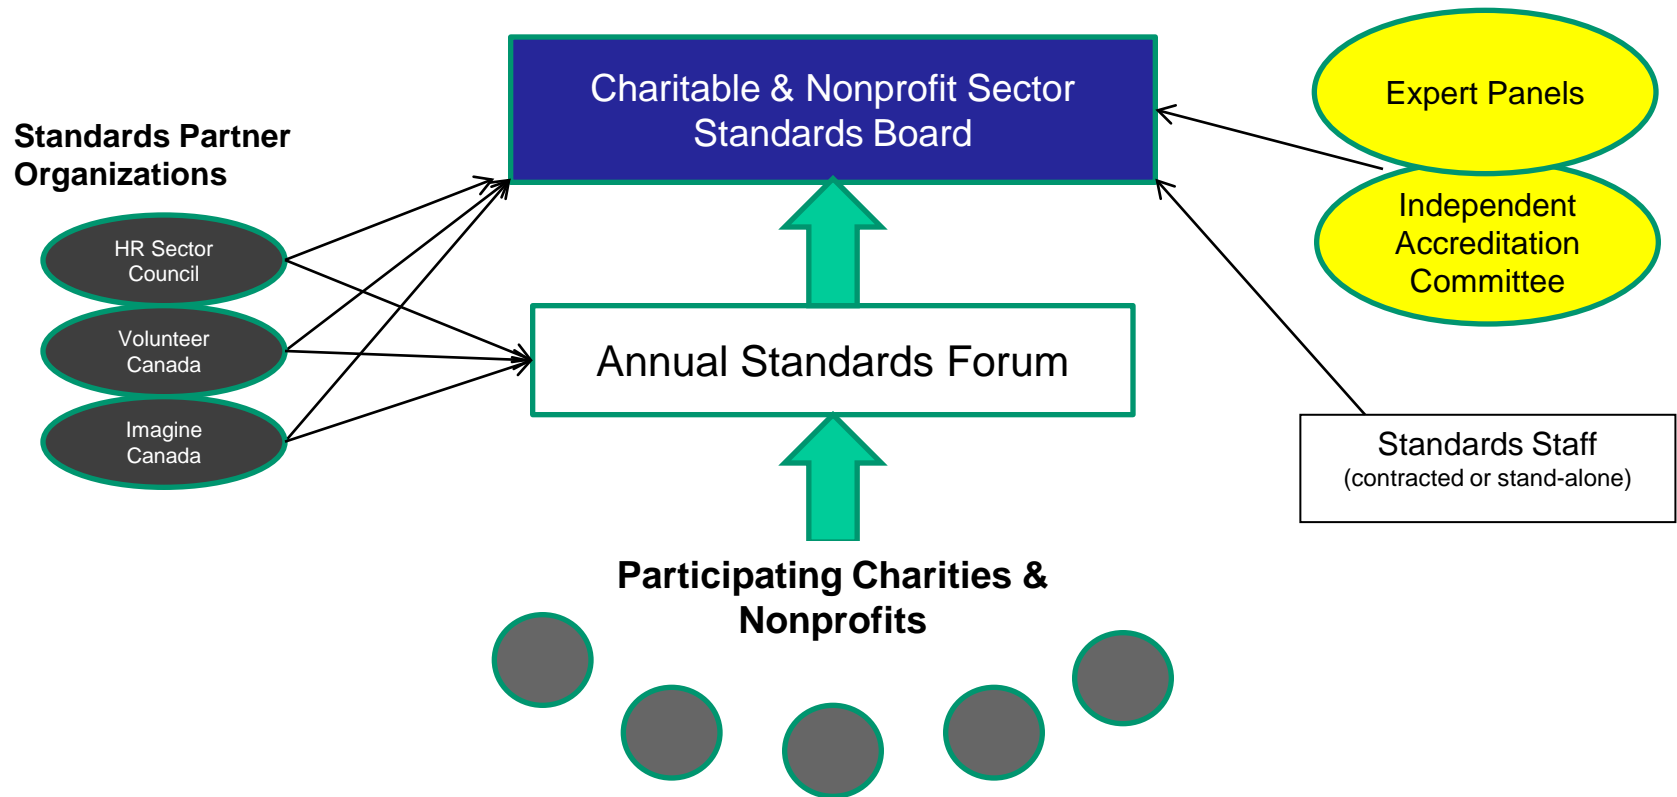 Charitable & Nonprofit Sector
Standards Board
Expert Panels
Standards Partner
Organizations
Independent
Accreditation
Committee
HR Sector
Council
Volunteer
Canada
Annual Standards Forum
Imagine
Canada
Standards Staff
(contracted or stand-alone)
Participating Charities &
Nonprofits